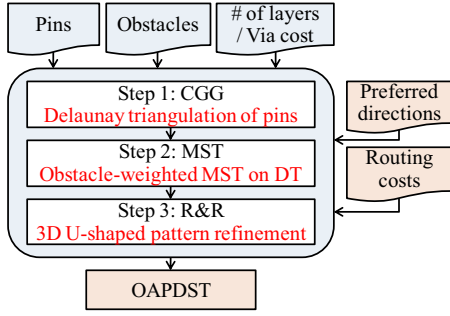 Pins
Obstacles
# of layers
/ Via cost
Step 1: CGG
Delaunay triangulation of pins
Preferred
directions
Step 2: MST
Obstacle-weighted MST on DT
Routing
costs
Step 3: R&R
3D U-shaped pattern refinement
OAPDST